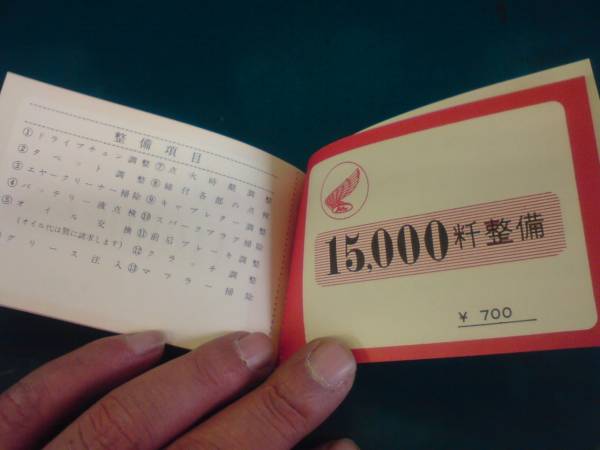 整備項目
①ドライブチェン調整⑦点火時期調整
②タペット調整⑧締付各部の点検
③エヤークリーナー掃除⑨キャブレター調整
④バッテリー液点検⑩スパークプラグ掃除
⑤オイル交換⑪前后ブレーキ調整
(オイル代は別に請求します)⑫クラッチ調整
グリース注入⑬マフラー掃除
15,000粁整備
¥ 700